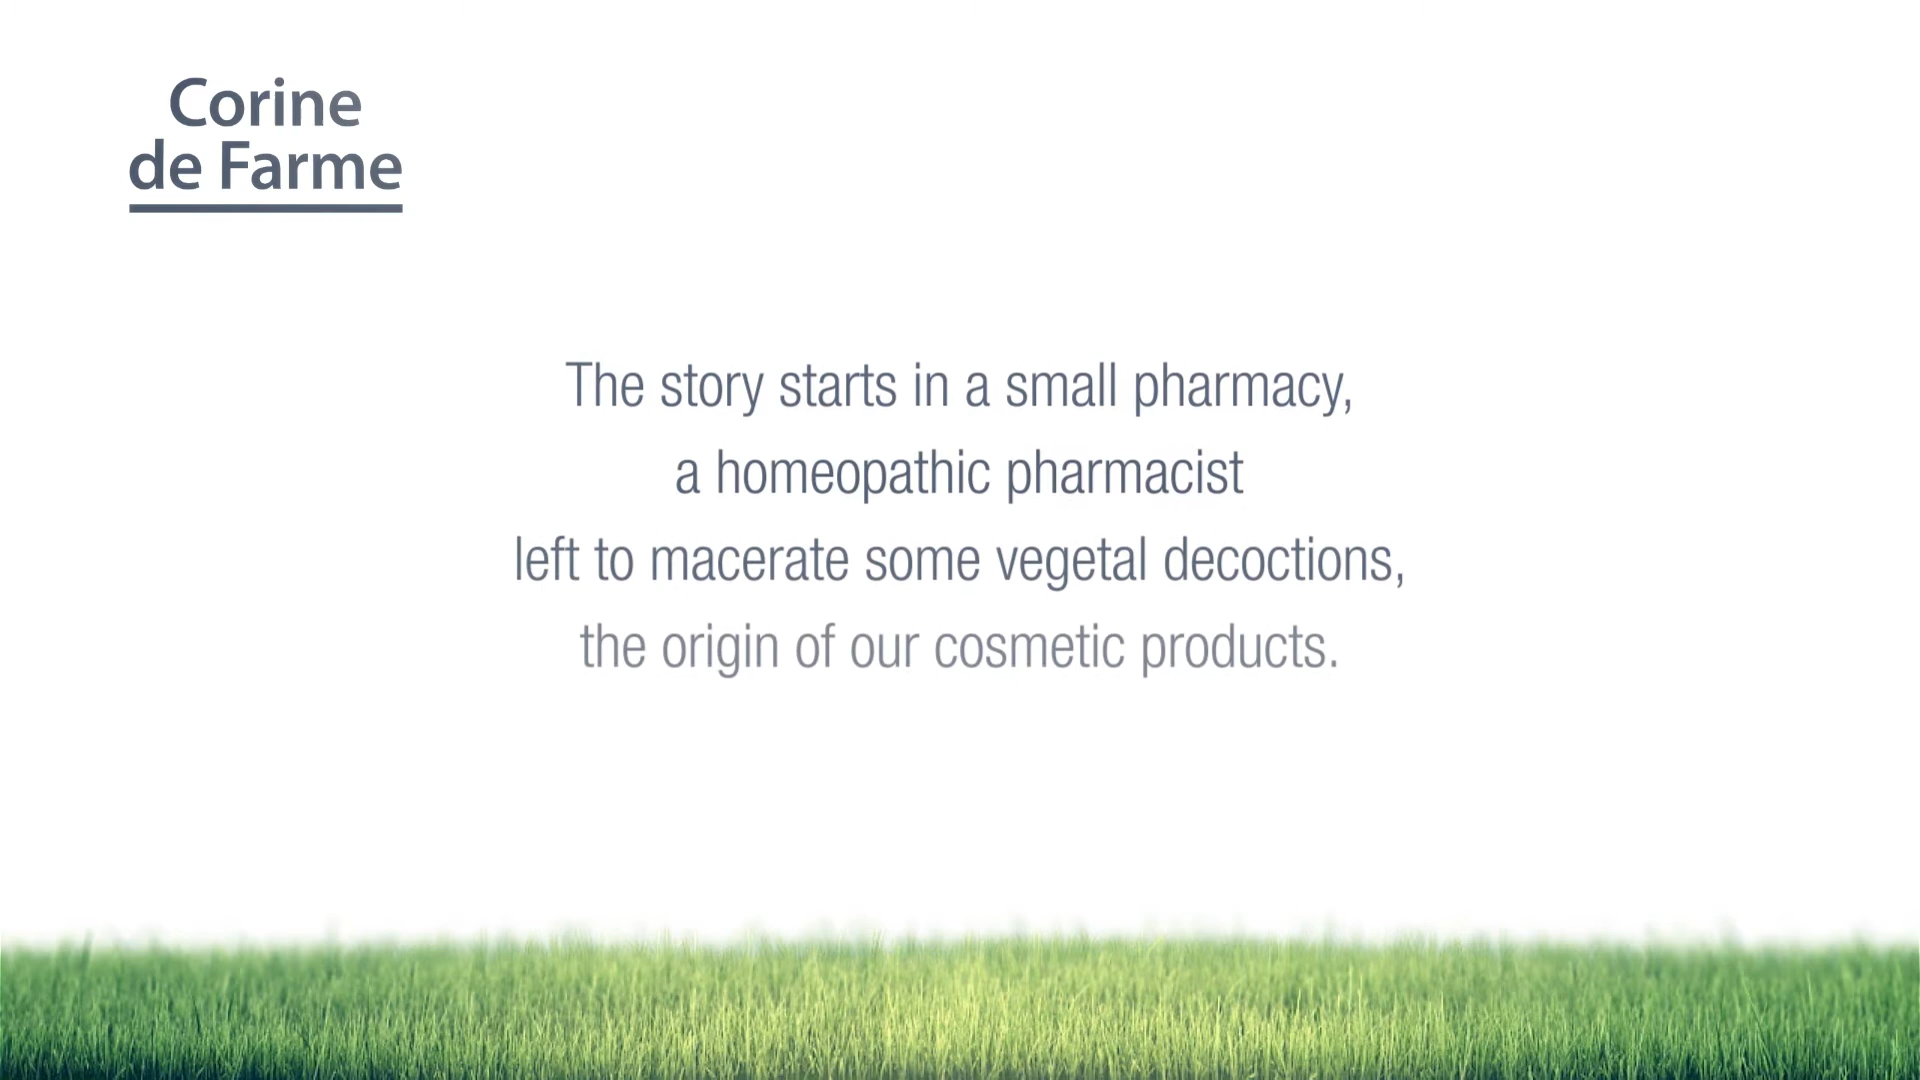 Corine
de Farme
The story starts in a small pharmacy,
a homeopathic pharmacist
left to macerate some vegetal decoctions,
the origin of our cosmetic products.